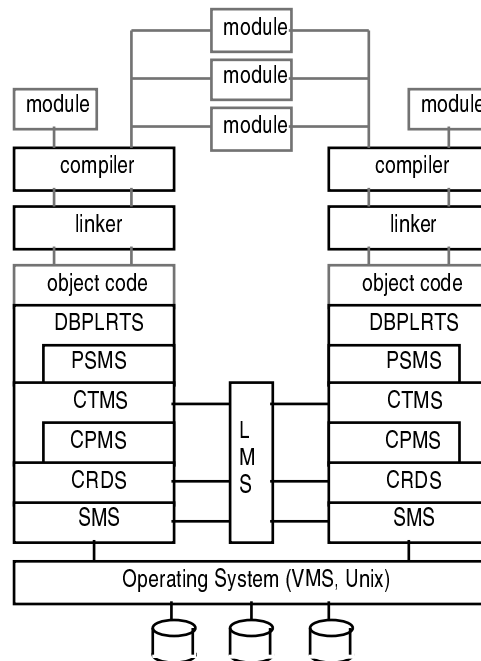 module
module
module
module
module
compiler
compiler
linker
linker
object code
object code
DBPLRTS
DBPLRTS
PSMS
PSMS
CTMS
CTMS
L
M
S
CPMS
CPMS
CRDS
CRDS
SMS
SMS
Operating System (VMS, Unix)